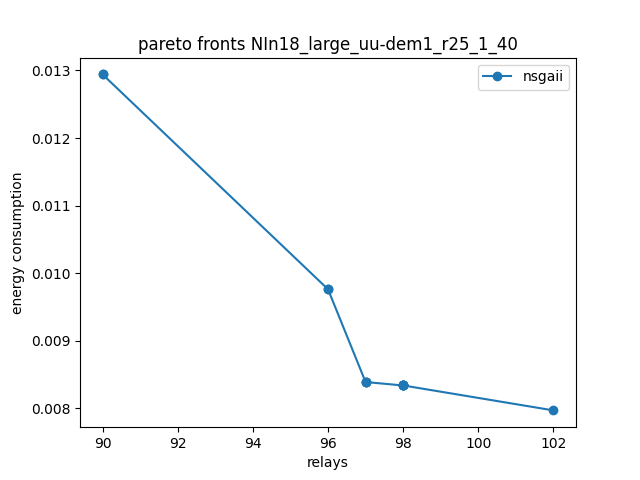 pareto fronts NIn18_large_uu-dem1_r25_1_40
nsgaii
energy consumption
0.013
0.012
0.011
0.010
0.009
0.008
90 92 94 96 98 100 102
relays